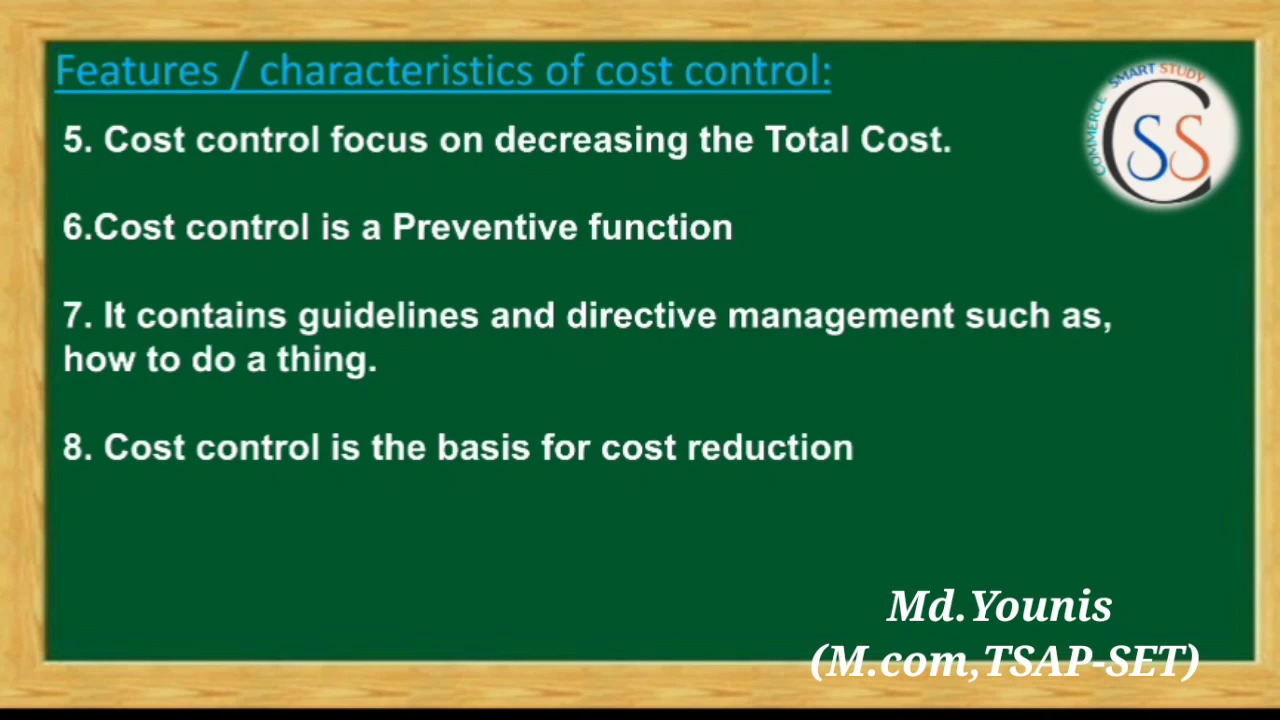 Features / characteristics of cost control:
COMMERCE SMART STUDY
CSS
5. Cost control focus on decreasing the Total Cost.
6.Cost control is a Preventive function
7. It contains guidelines and directive management such as,
how to do a thing.
8. Cost control is the basis for cost reduction
Md.Younis
(M.com,TSAP-SET)